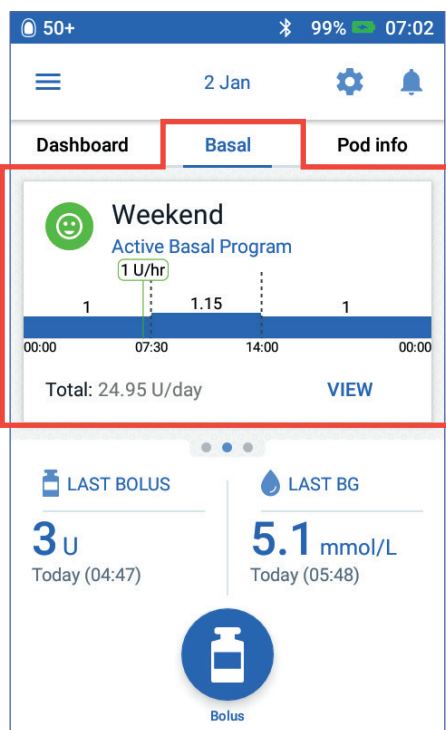 50+ 99% 07:02
2 Jan
Dashboard Basal Pod info
Weekend
Active Basal Program
1 U/hr
1 1.15 1
00:00 07:30 14:00 00:00
Total: 24.95 U/day VIEW
LAST BOLUS LAST BG
3 U 5.1 mmol/L
Today (04:47) Today (05:48)
Bolus